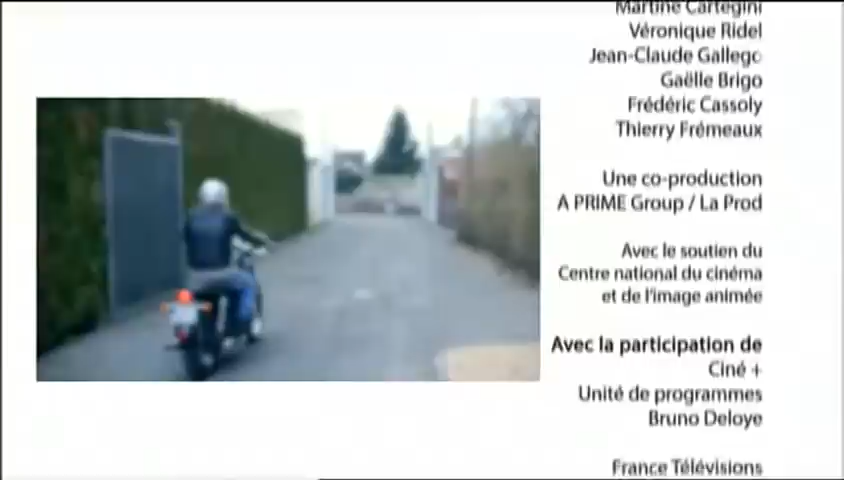 Martine Cartegini
Véronique Ridel
Jean-Claude Gallego
Gaëlle Brigo
Frédéric Cassoly
Thierry Frémeaux
Une co-production
A PRIME Group / La Prod
Avec le soutien du
Centre national du cinéma
et de l'image animée
Avec la participation de
Ciné +
Unité de programmes
Bruno Deloye
France Télévisions